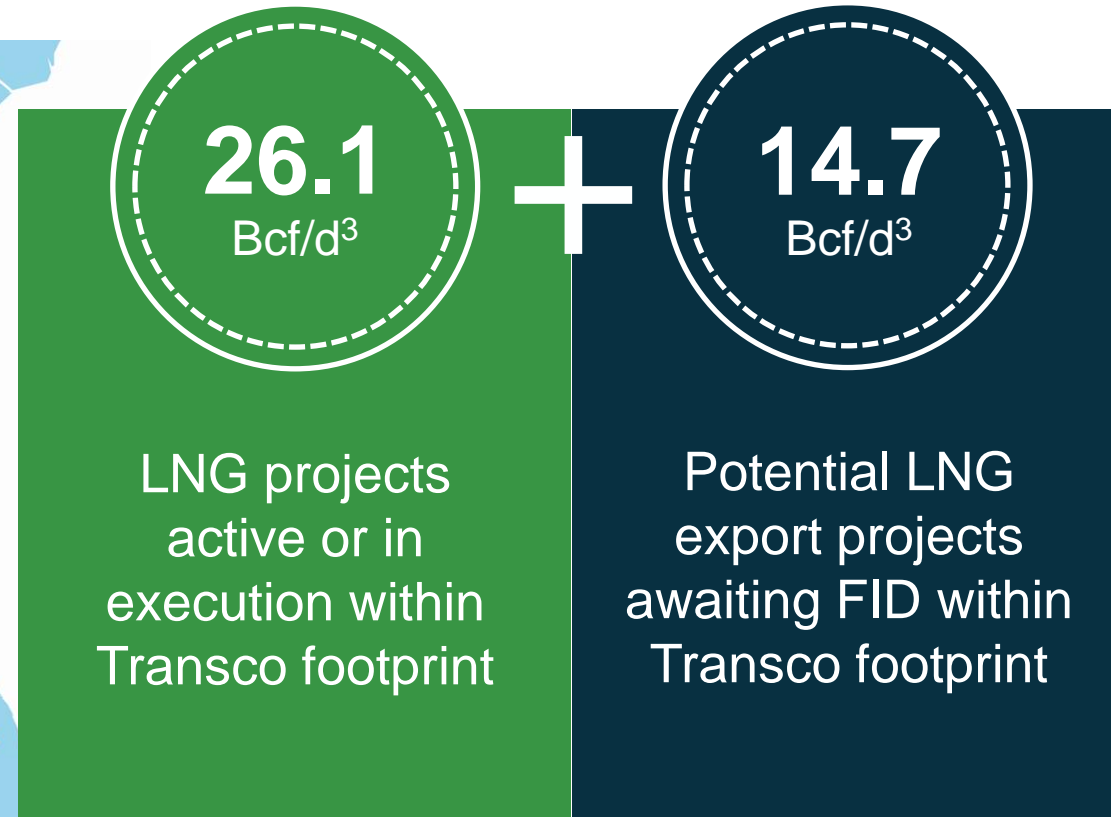 26.1
Bcf/d³
LNG projects
active or in
execution within
Transco footprint
+
14.7
Bcf/d³
Potential LNG
export projects
awaiting FID within
Transco footprint